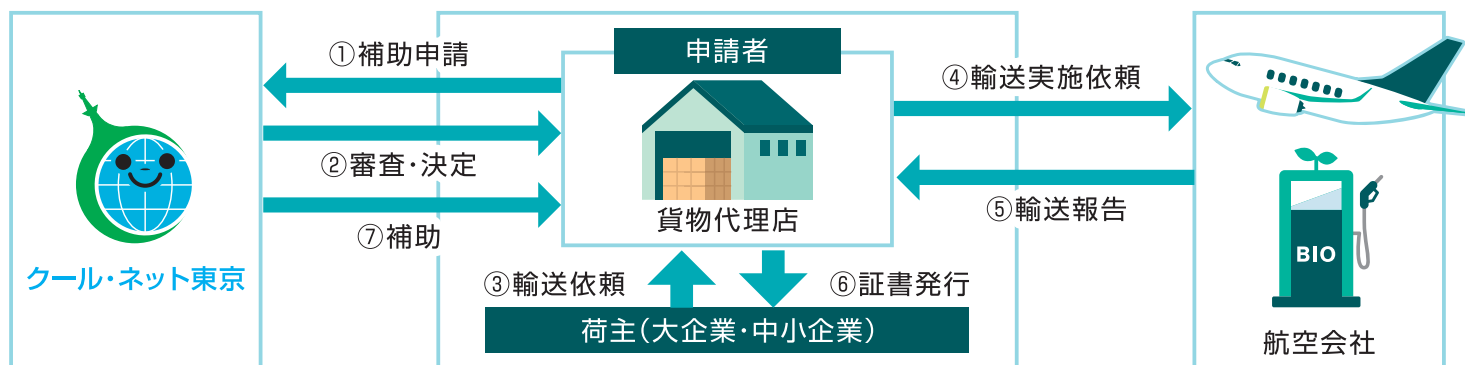 ①補助申請
②審査・決定
⑦補助
クール・ネット東京
申請者
貨物代理店
③輸送依頼
⑥証書発行
荷主（大企業・中小企業）
④輸送実施依頼
⑤輸送報告
BIO
航空会社